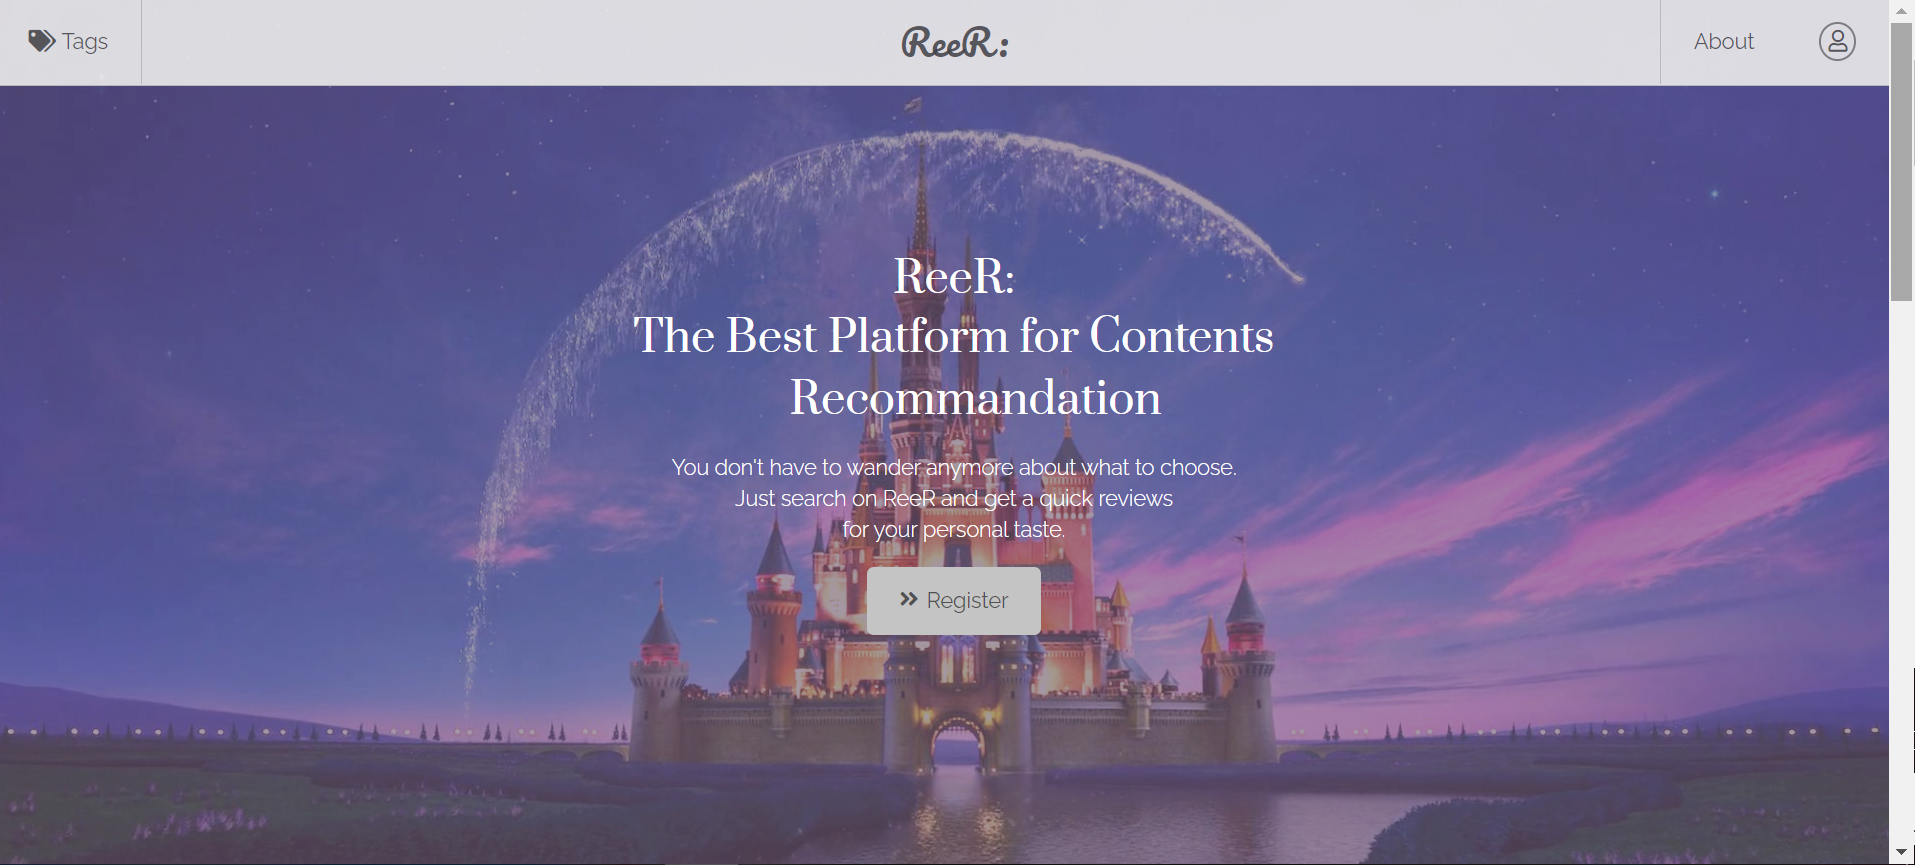 Tags
ReeR:
About
ReeR:
The Best Platform for Contents
Recommandation
You don't have to wander anymore about what to choose.
Just search on ReeR and get a quick reviews
for your personal taste.
Register